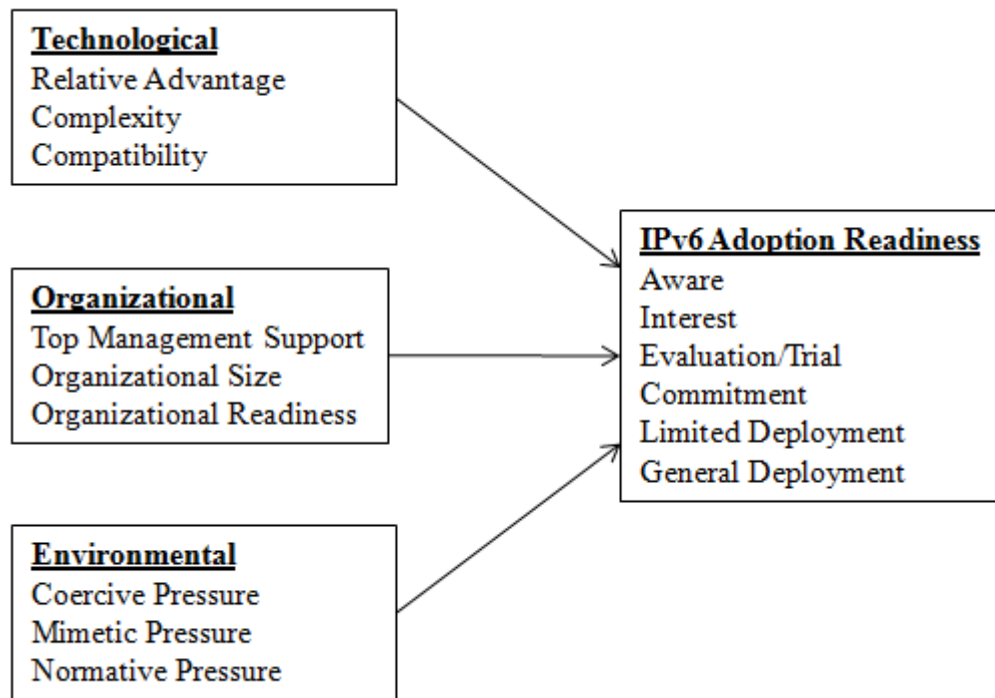 Technological
Relative Advantage
Complexity
Compatibility
Organizational
Top Management Support
Organizational Size
Organizational Readiness
Environmental
Coercive Pressure
Mimetic Pressure
Normative Pressure
IPv6 Adoption Readiness
Aware
Interest
Evaluation/Trial
Commitment
Limited Deployment
General Deployment